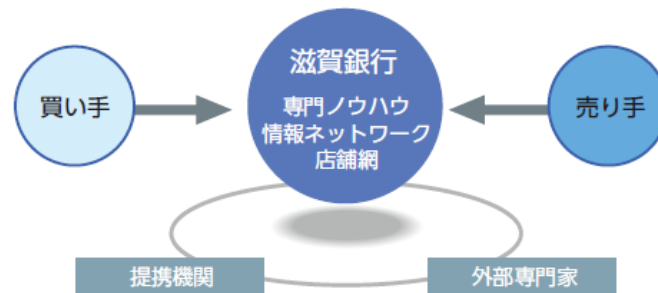 滋賀銀行
買い手
専門ノウハウ
情報ネットワーク
店舗網
売り手
提携機関
外部専門家